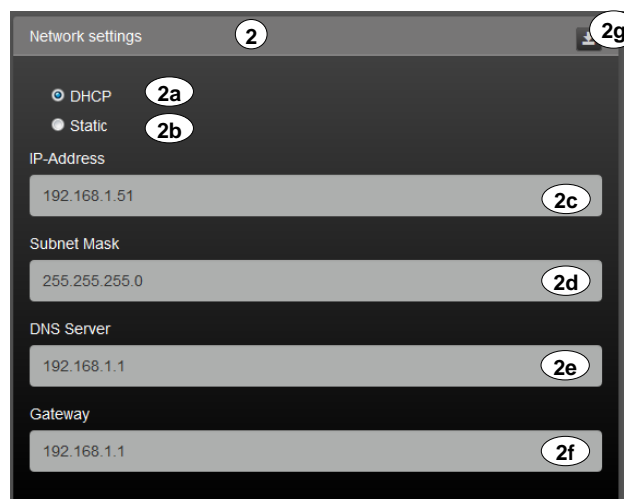 Network settings 2 2g
DHCP 2a
Static 2b
IP-Address
192.168.1.51 2c
Subnet Mask
255.255.255.0 2d
DNS Server
192.168.1.1 2e
Gateway
192.168.1.1 2f